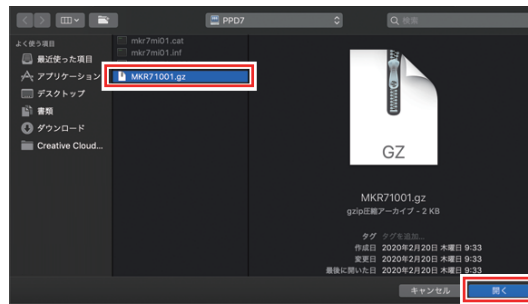 PPD7
検索
よく使う項目
最近使った項目
アプリケーション
デスクトップ
書類
ダウンロード
Creative Cloud...
mkr7mi01.cat
mkr7mi01.inf
MKR71001.gz
GZ
MKR71001.gz
gzip圧縮アーカイブ - 2 KB
タグ タグを追加...
作成日 2020年2月20日 木曜日 9:33
変更日 2020年2月20日 木曜日 9:33
最後に開いた日 2020年2月20日 木曜日 9:33
キャンセル
開く